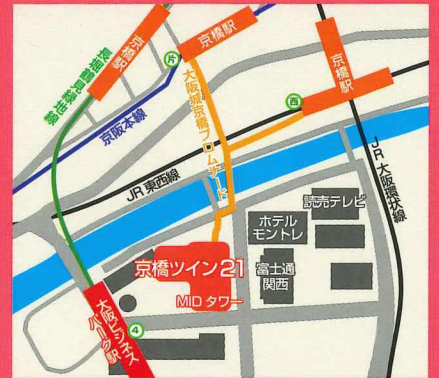 京橋駅
京橋駅
京橋駅
片
西
長堀鶴見緑地線
京阪本線
大阪城京橋プロムナード
JR東西線
JR大阪環状線
読売テレビ
ホテル
モントレ
京橋ツイン21
富士通
関西
MIDタワー
大阪ビジネス
パーク駅
4